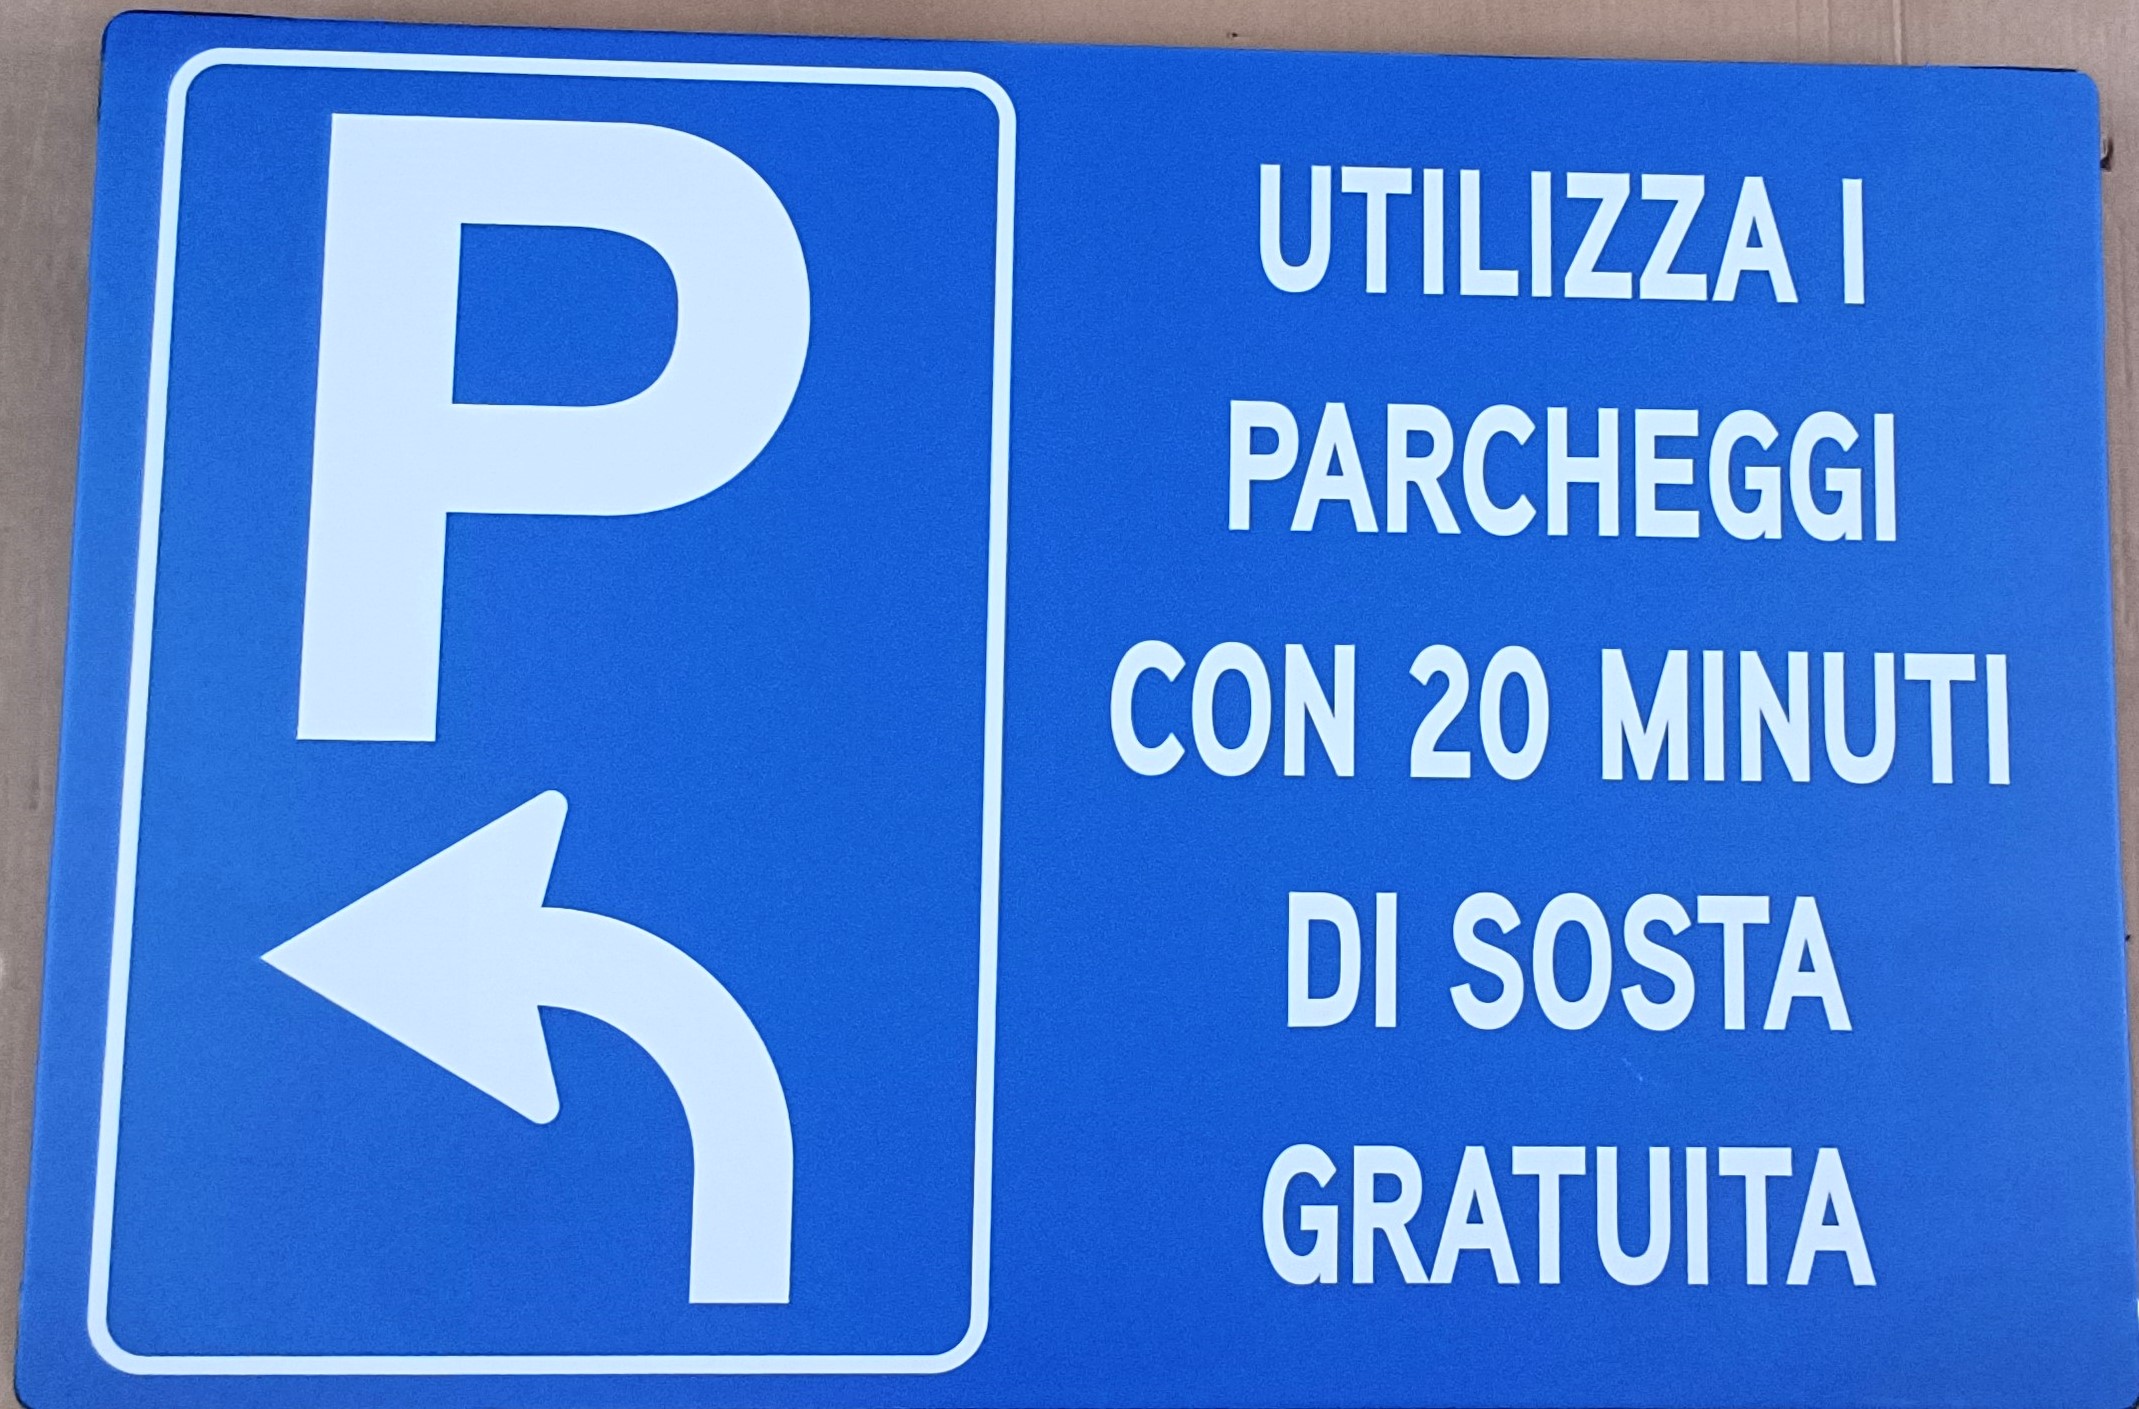 P
UTILIZZA I
PARCHEGGI
CON 20 MINUTI
DI SOSTA
GRATUITA